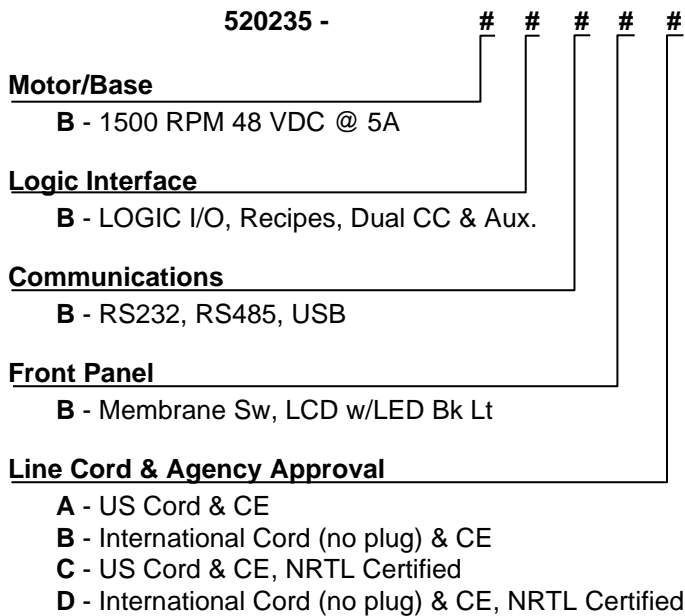 520235 - # # # # #
Motor/Base
B - 1500 RPM 48 VDC @ 5A
Logic Interface
B - LOGIC I/O, Recipes, Dual CC & Aux.
Communications
B - RS232, RS485, USB
Front Panel
B - Membrane Sw, LCD w/LED Bk Lt
Line Cord & Agency Approval
A - US Cord & CE
B - International Cord (no plug) & CE
C - US Cord & CE, NRTL Certified
D - International Cord (no plug) & CE, NRTL Certified